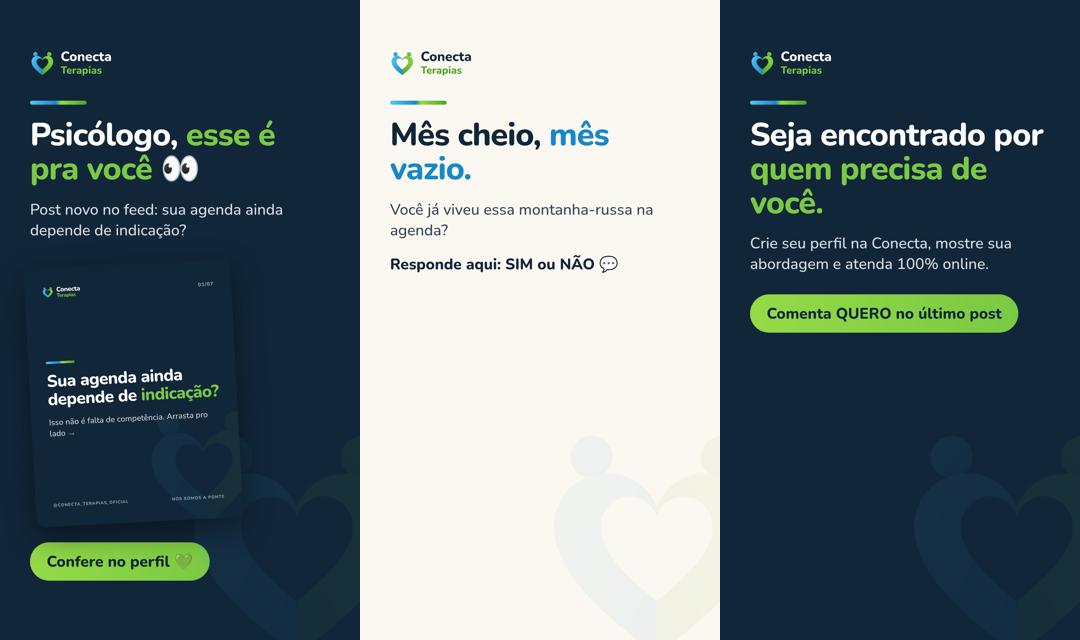 Conecta
Terapias
Psicólogo, esse é
pra você 👀
Post novo no feed: sua agenda ainda
depende de indicação?
Conecta
Terapias
01/07
Sua agenda ainda
depende de indicação?
Isso não é falta de competência. Arrasta pro
lado →
@CONECTA_TERAPIAS_OFICIAL
NÓS SOMOS A PONTE
Confere no perfil 💚
Conecta
Terapias
Mês cheio, mês
vazio.
Você já viveu essa montanha-russa na
agenda?
Responde aqui: SIM ou NÃO 💬
Conecta
Terapias
Seja encontrado por
quem precisa de
você.
Crie seu perfil na Conecta, mostre sua
abordagem e atenda 100% online.
Comenta QUERO no último post